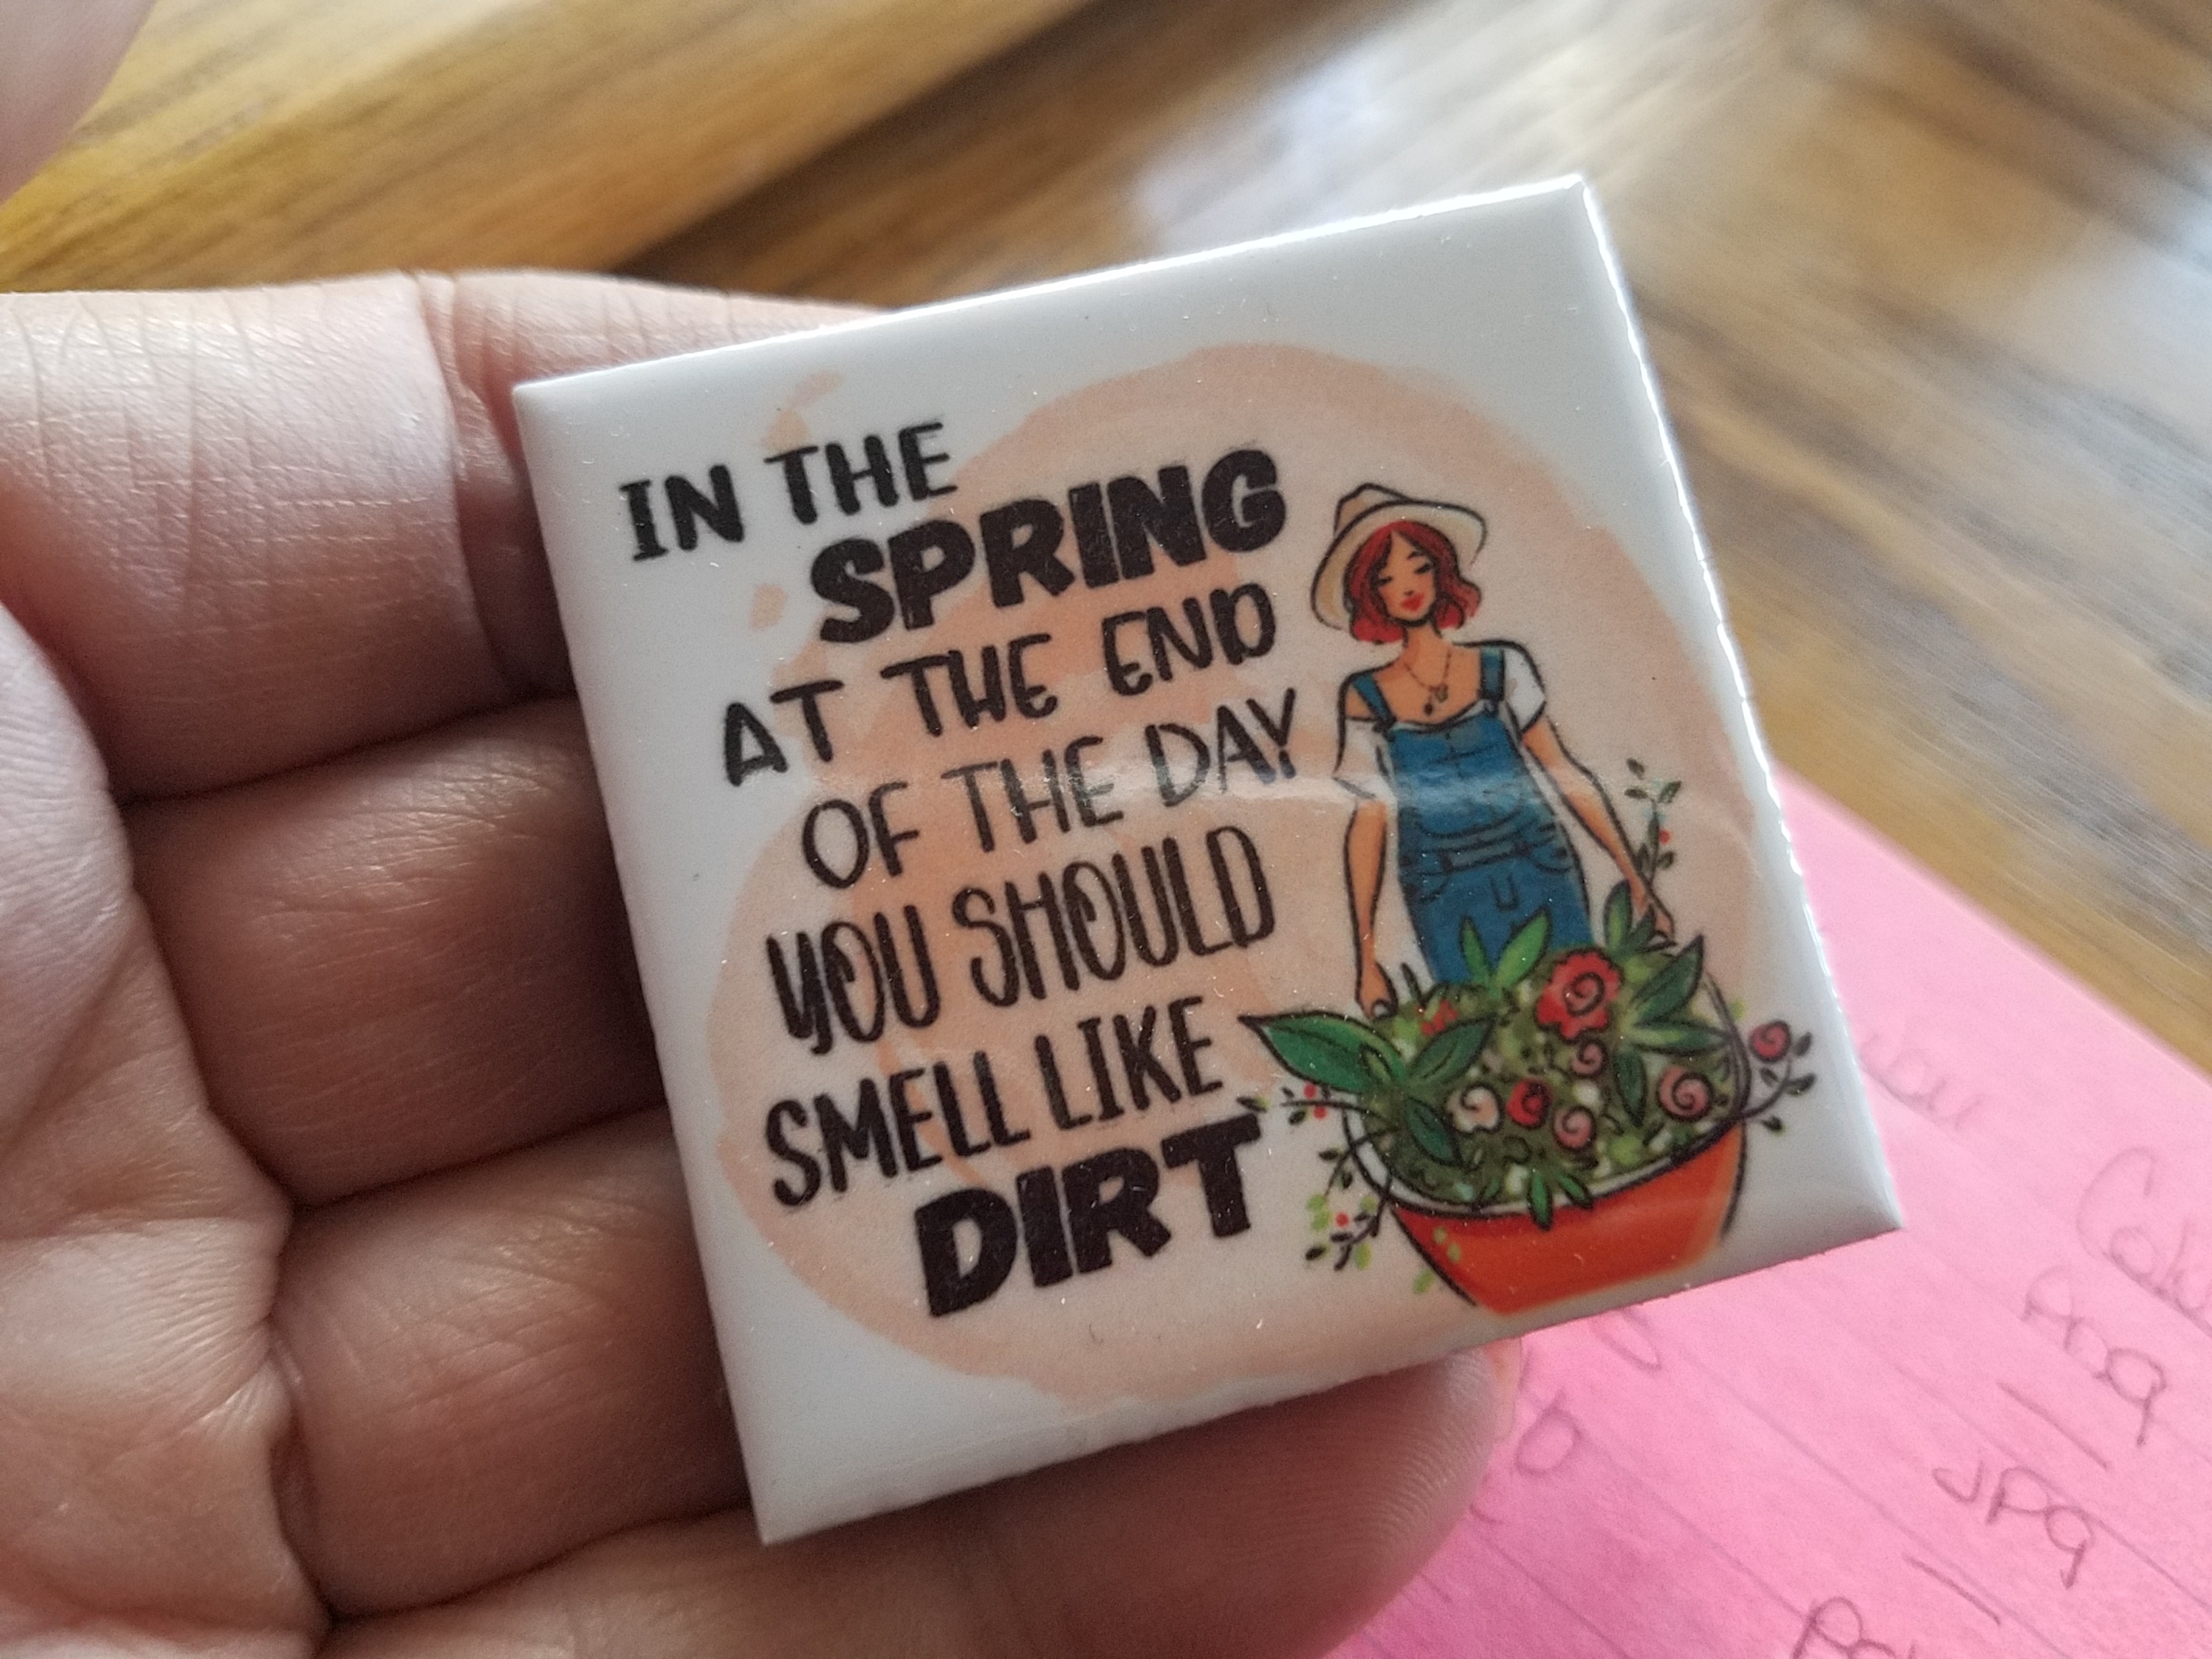 IN THE
SPRING
AT THE END
OF THE DAY
YOU SHOULD
SMELL LIKE
DIRT